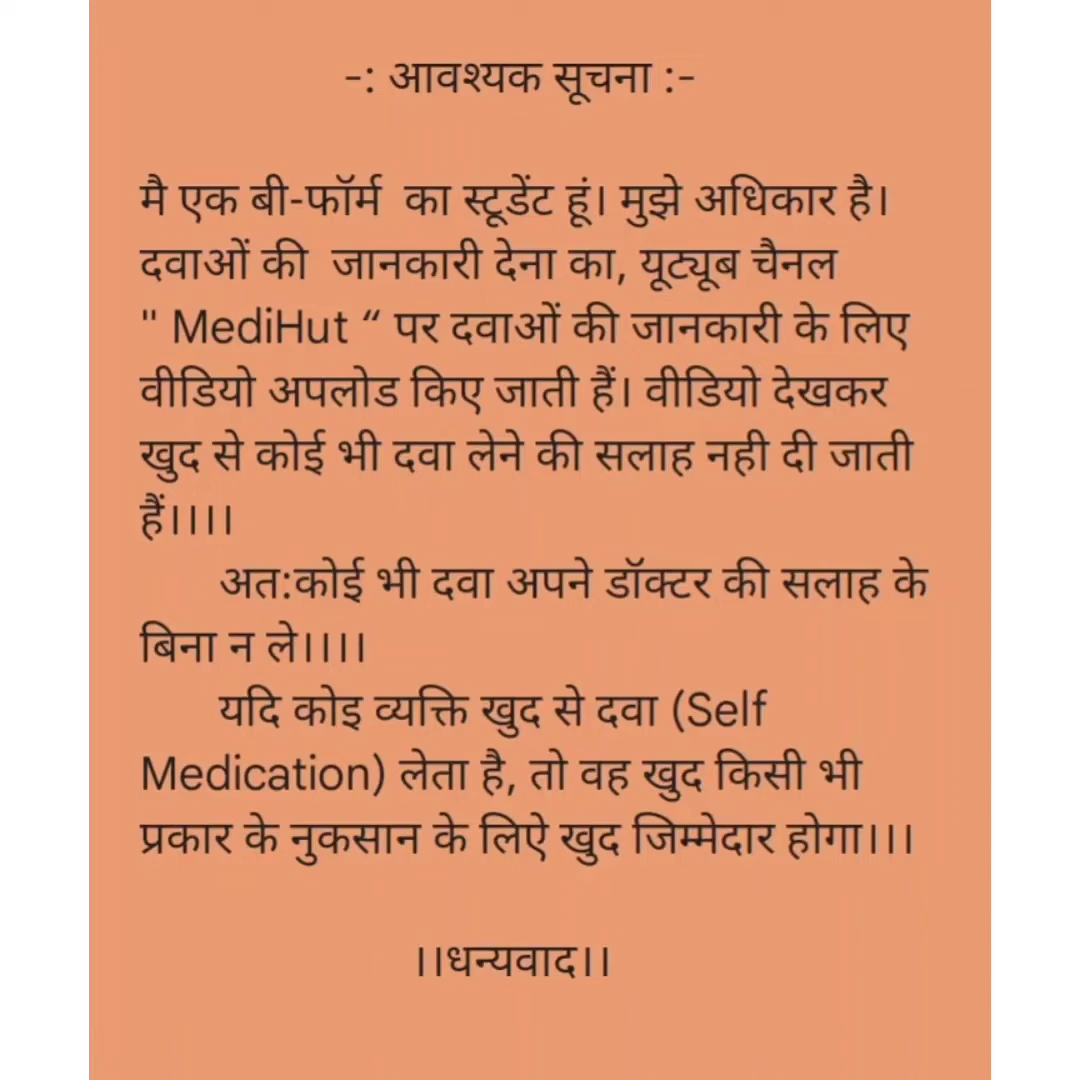 -: आवश्यक सूचना :-
मै एक बी-फॉर्म का स्टूडेंट हूं। मुझे अधिकार है।
दवाओं की जानकारी देना का, यूट्यूब चैनल
" MediHut “ पर दवाओं की जानकारी के लिए
वीडियो अपलोड किए जाती हैं। वीडियो देखकर
खुद से कोई भी दवा लेने की सलाह नही दी जाती
हैं।।।।
अत:कोई भी दवा अपने डॉक्टर की सलाह के
बिना न ले।।।।
यदि कोइ व्यक्ति खुद से दवा (Self
Medication) लेता है, तो वह खुद किसी भी
प्रकार के नुकसान के लिऐ खुद जिम्मेदार होगा।।।
।।धन्यवाद।।